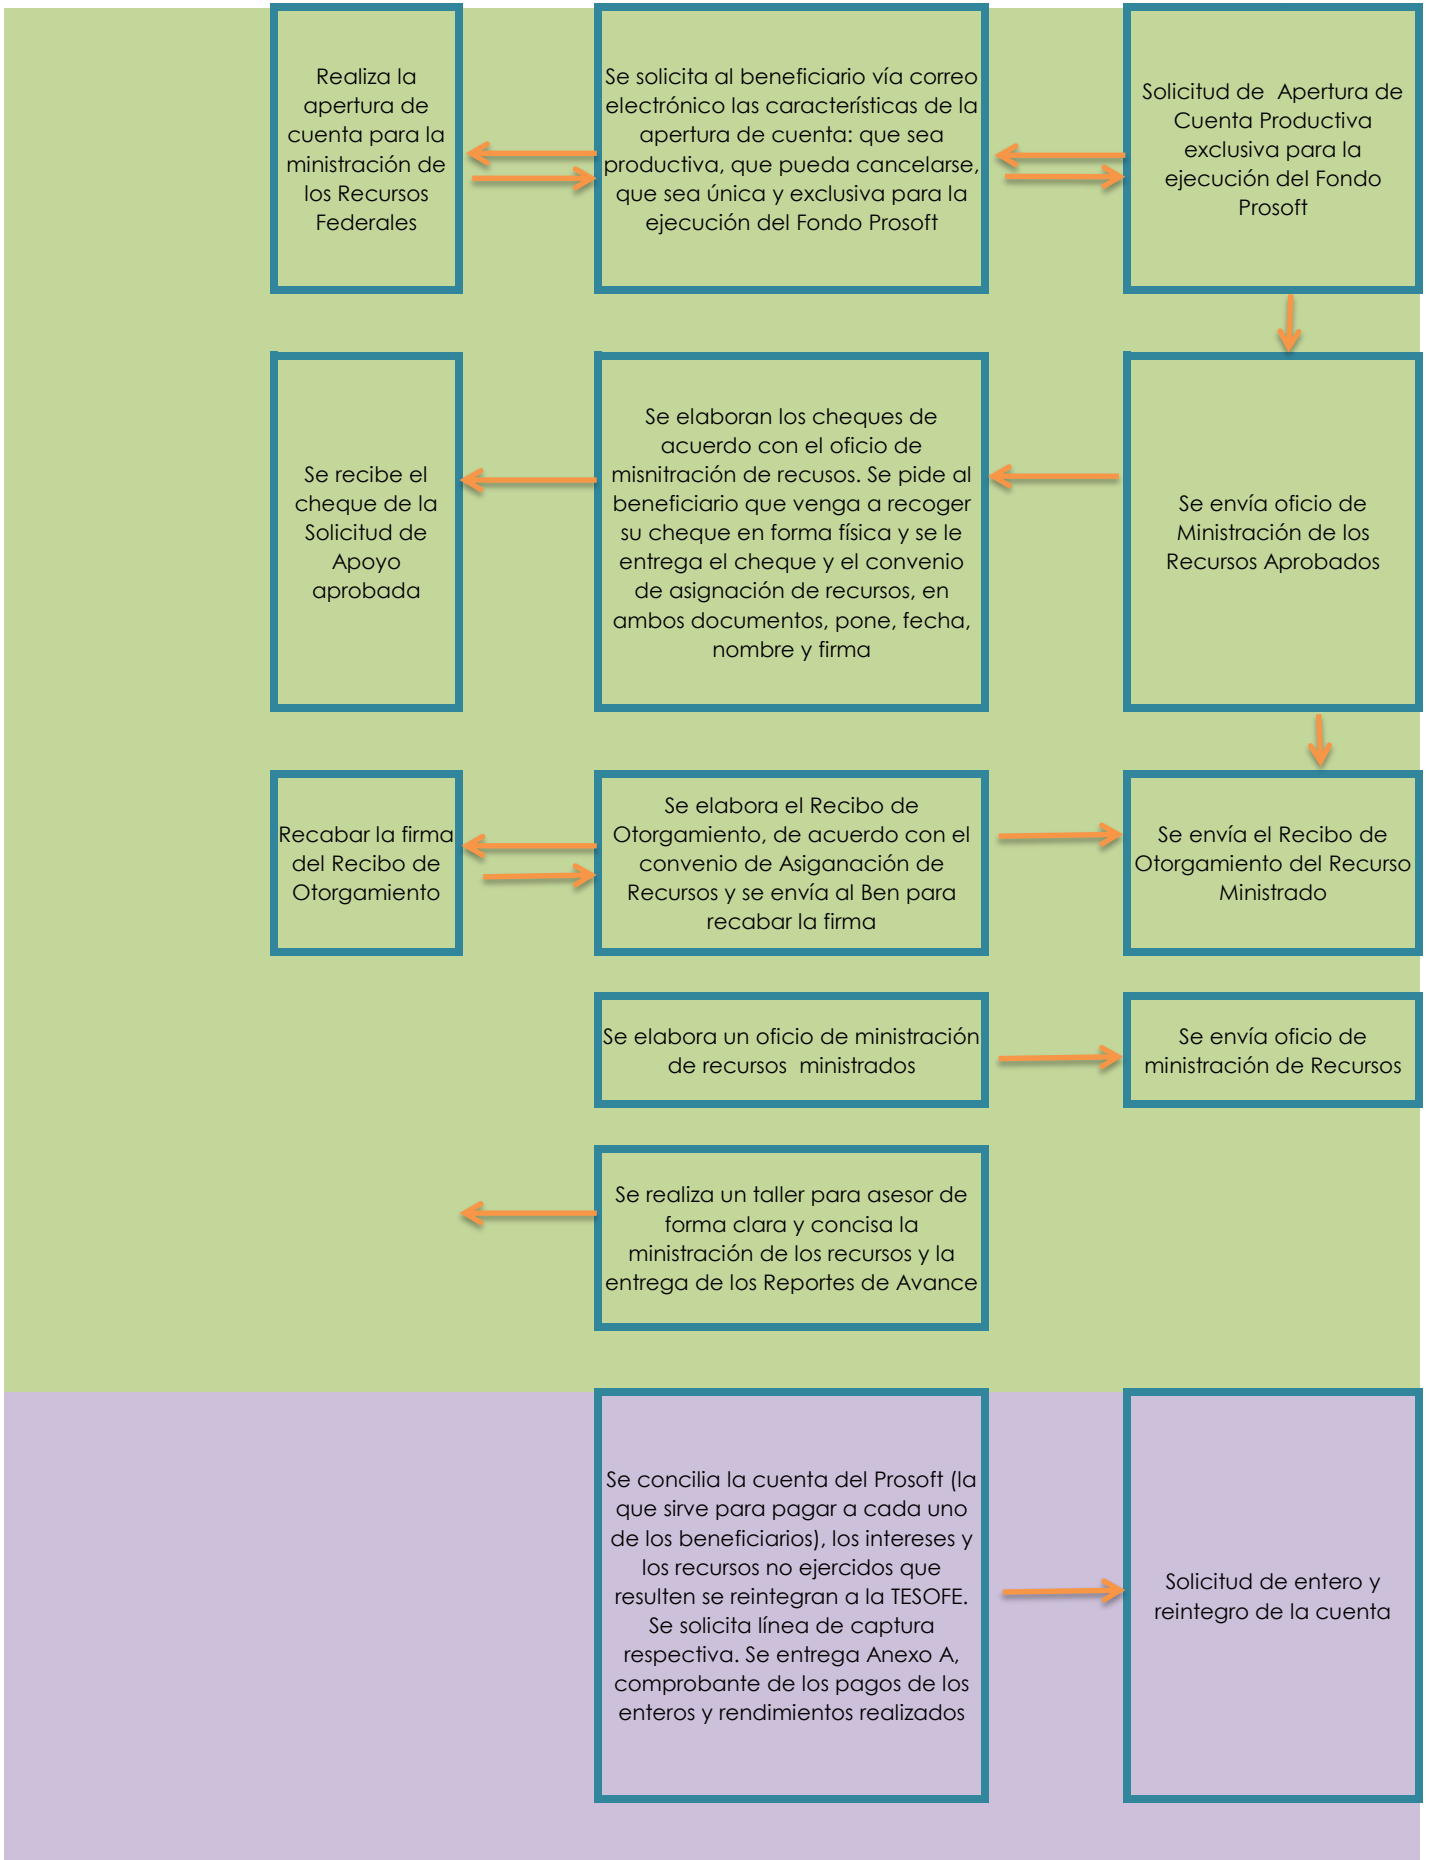 Realiza la
apertura de
cuenta para la
ministración de
los Recursos
Federales
Se solicita al beneficiario vía correo
electrónico las características de la
apertura de cuenta: que sea
productiva, que pueda cancelarse,
que sea única y exclusiva para la
ejecución del Fondo Prosoft
Solicitud de Apertura de
Cuenta Productiva
exclusiva para la
ejecución del Fondo
Prosoft
Se recibe el
cheque de la
Solicitud de
Apoyo
aprobada
Se elaboran los cheques de
acuerdo con el oficio de
misnitración de recusos. Se pide al
beneficiario que venga a recoger
su cheque en forma física y se le
entrega el cheque y el convenio
de asignación de recursos, en
ambos documentos, pone, fecha,
nombre y firma
Se envía oficio de
Ministración de los
Recursos Aprobados
Recabar la firma
del Recibo de
Otorgamiento
Se elabora el Recibo de
Otorgamiento, de acuerdo con el
convenio de Asiganación de
Recursos y se envía al Ben para
recabar la firma
Se envía el Recibo de
Otorgamiento del Recurso
Ministrado
Se elabora un oficio de ministración
de recursos ministrados
Se envía oficio de
ministración de Recursos
Se realiza un taller para asesor de
forma clara y concisa la
ministración de los recursos y la
entrega de los Reportes de Avance
Se concilia la cuenta del Prosoft (la
que sirve para pagar a cada uno
de los beneficiarios), los intereses y
los recursos no ejercidos que
resulten se reintegran a la TESOFE.
Se solicita línea de captura
respectiva. Se entrega Anexo A,
comprobante de los pagos de los
enteros y rendimientos realizados
Solicitud de entero y
reintegro de la cuenta